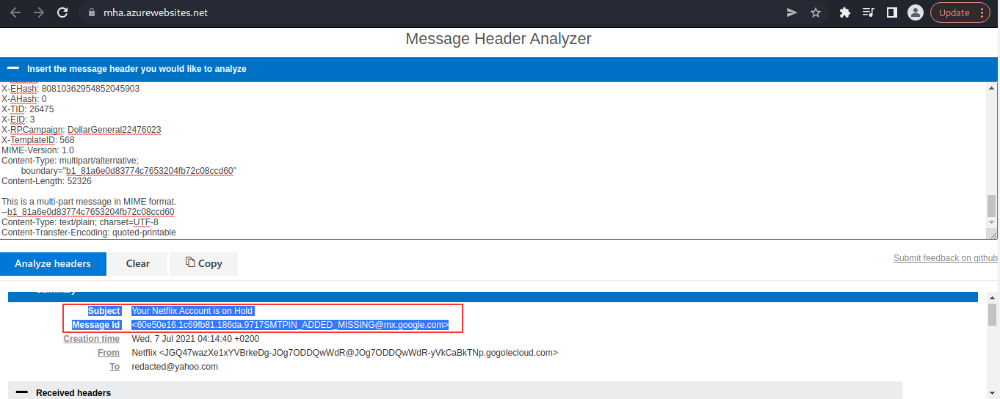 mha.azurewebsites.net
Update
Message Header Analyzer
Insert the message header you would like to analyze
X-EHash: 80810362954852045903
X-AHash: 0
X-TID: 26475
X-EID: 3
X-RPCampaign: DollarGeneral22476023
X-TemplateID: 568
MIME-Version: 1.0
Content-Type: multipart/alternative;
boundary="b1_81a6e0d83774c7653204fb72c08ccd60"
Content-Length: 52326
This is a multi-part message in MIME format.
--b1_81a6e0d83774c7653204fb72c08ccd60
Content-Type: text/plain; charset=UTF-8
Content-Transfer-Encoding: quoted-printable
Analyze headers Clear Copy
Submit feedback on github
Summary
Subject Your Netflix Account is on Hold
Message Id <60e50e16.1c69fb81.186da.9717SMTPIN_ADDED_MISSING@mx.google.com>
Creation time Wed, 7 Jul 2021 04:14:40 +0200
From Netflix <JGQ47wazXe1xYVBrkeDg-JOg7ODDQwWdR@JOg7ODDQwWdR-yVkCaBkTNp.gogolecloud.com>
To redacted@yahoo.com
Received headers